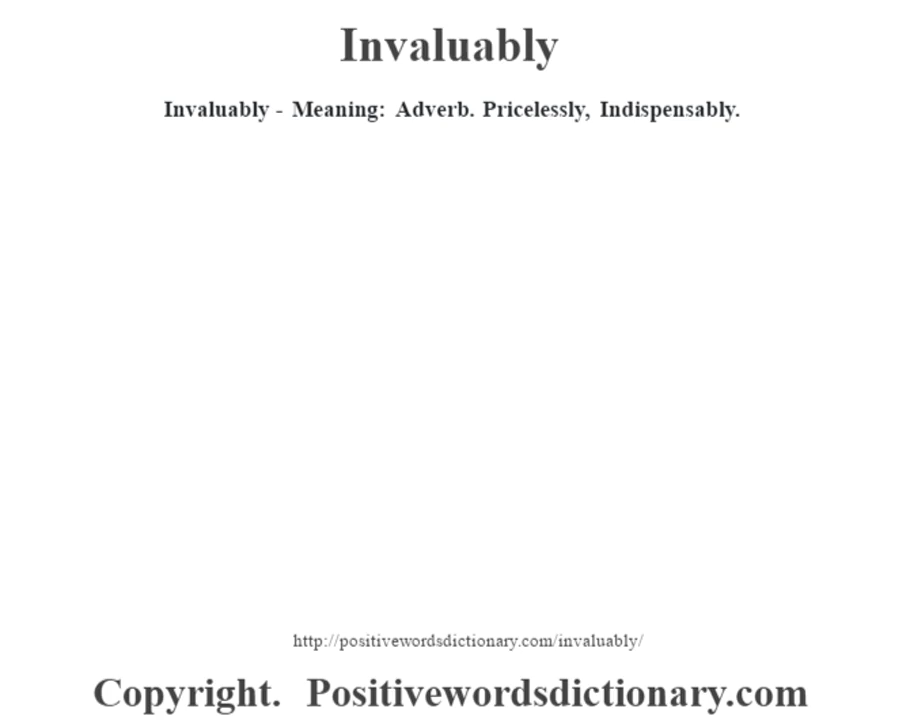 Invaluably
Invaluably - Meaning: Adverb. Pricelessly, Indispensably.
http://positivewordsdictionary.com/invaluably/
Copyright. Positivewordsdictionary.com